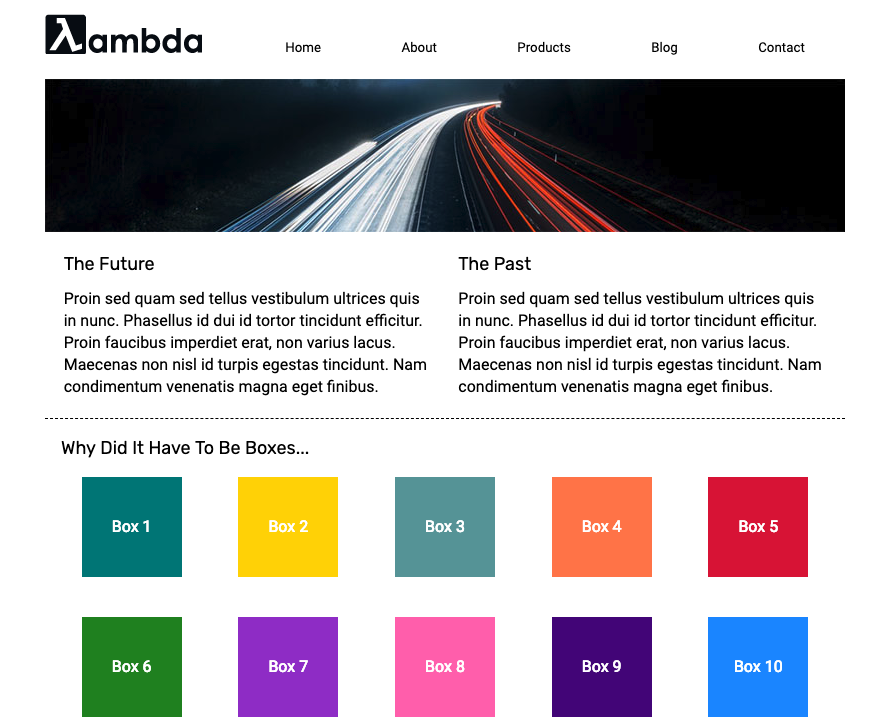 λambda
Home About Products Blog Contact
The Future
Proin sed quam sed tellus vestibulum ultrices quis
in nunc. Phasellus id dui id tortor tincidunt efficitur.
Proin faucibus imperdiet erat, non varius lacus.
Maecenas non nisl id turpis egestas tincidunt. Nam
condimentum venenatis magna eget finibus.
The Past
Proin sed quam sed tellus vestibulum ultrices quis
in nunc. Phasellus id dui id tortor tincidunt efficitur.
Proin faucibus imperdiet erat, non varius lacus.
Maecenas non nisl id turpis egestas tincidunt. Nam
condimentum venenatis magna eget finibus.
Why Did It Have To Be Boxes...
Box 1 Box 2 Box 3 Box 4 Box 5
Box 6 Box 7 Box 8 Box 9 Box 10